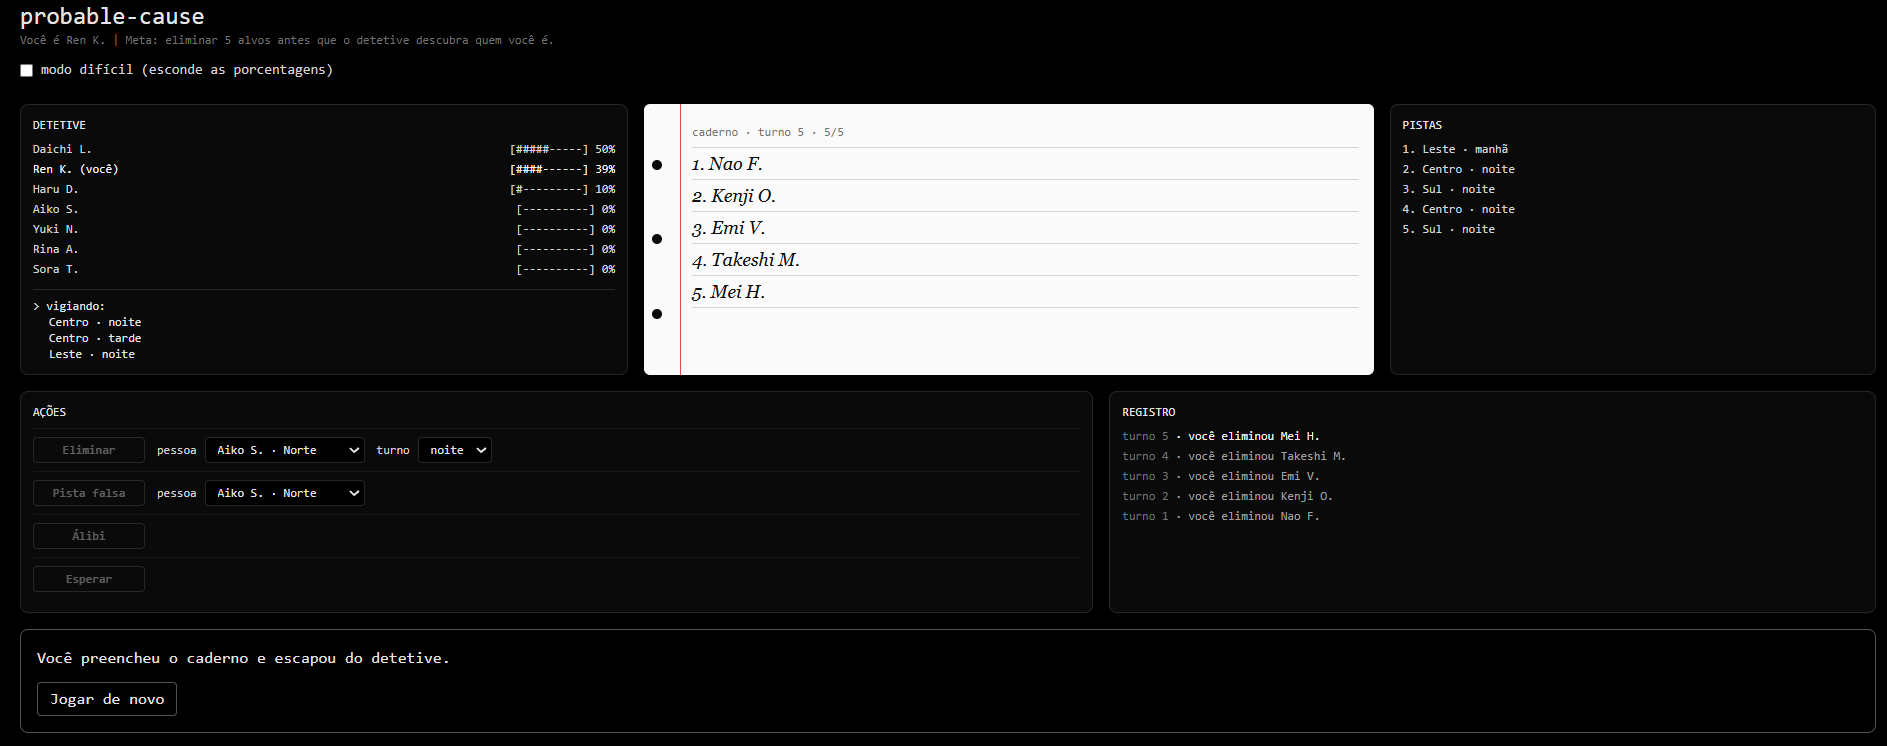 probable-cause
Você é Ren K. | Meta: eliminar 5 alvos antes que o detetive descubra quem você é.
modo difícil (esconde as porcentagens)
DETETIVE
Daichi L. [#####-----] 50%
Ren K. (você) [####------] 39%
Haru D. [#---------] 10%
Aiko S. [----------] 0%
Yuki N. [----------] 0%
Rina A. [----------] 0%
Sora T. [----------] 0%
> vigiando:
Centro · noite
Centro · tarde
Leste · noite
caderno · turno 5 · 5/5
1. Nao F.
2. Kenji O.
3. Emi V.
4. Takeshi M.
5. Mei H.
PISTAS
1. Leste · manhã
2. Centro · noite
3. Sul · noite
4. Centro · noite
5. Sul · noite
AÇÕES
Eliminar pessoa Aiko S. · Norte turno noite
Pista falsa pessoa Aiko S. · Norte
Álibi
Esperar
REGISTRO
turno 5 · você eliminou Mei H.
turno 4 · você eliminou Takeshi M.
turno 3 · você eliminou Emi V.
turno 2 · você eliminou Kenji O.
turno 1 · você eliminou Nao F.
Você preencheu o caderno e escapou do detetive.
Jogar de novo